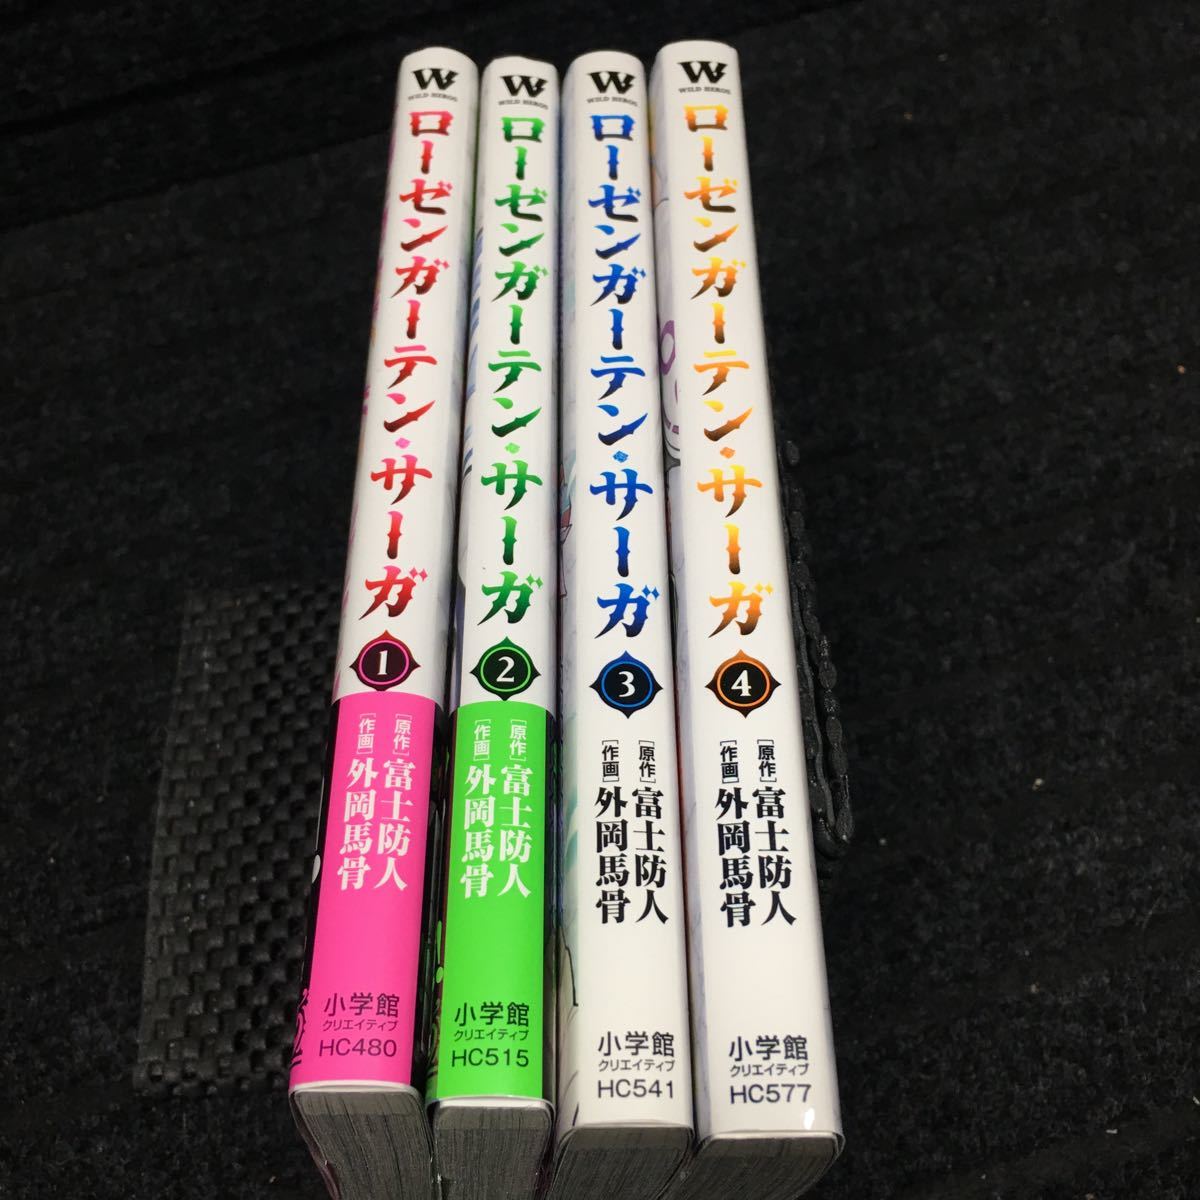 W
WILD HEROS
ローゼンガーテン・サーガ
1
[原作]富士防人
[作画]外岡馬骨
小学館
クリエイティブ
HC480
W
WILD HEROS
ローゼンガーテン・サーガ
2
[原作]富士防人
[作画]外岡馬骨
小学館
クリエイティブ
HC515
W
WILD HEROS
ローゼンガーテン・サーガ
3
[原作]富士防人
[作画]外岡馬骨
小学館
クリエイティブ
HC541
W
WILD HEROS
ローゼンガーテン・サーガ
4
[原作]富士防人
[作画]外岡馬骨
小学館
クリエイティブ
HC577